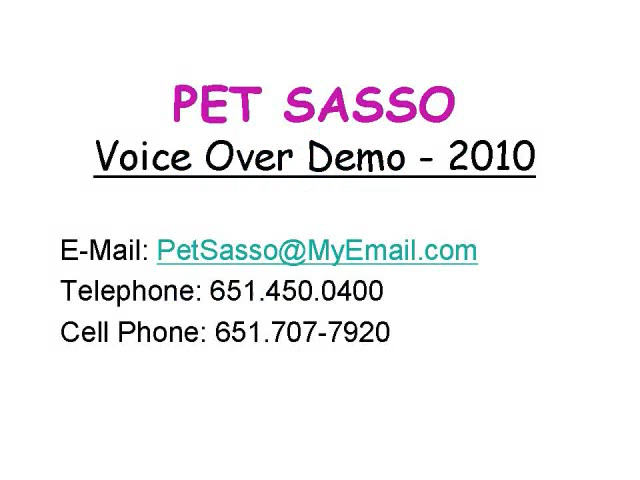 PET SASSO
Voice Over Demo - 2010
E-Mail: PetSasso@MyEmail.com
Telephone: 651.450.0400
Cell Phone: 651.707-7920